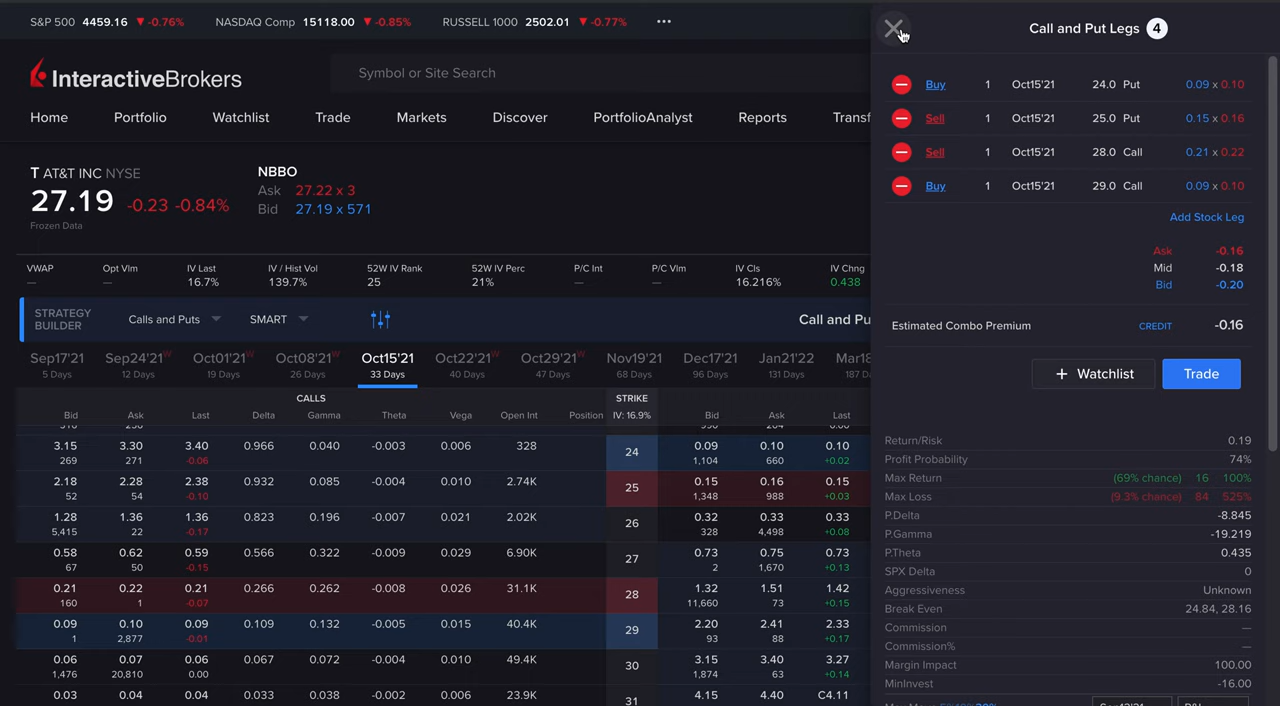 S&P 500 4459.16 ▼-0.76% NASDAQ Comp 15118.00 ▼-0.85% RUSSELL 1000 2502.01 ▼-0.77% •••
InteractiveBrokers
Symbol or Site Search
Home Portfolio Watchlist Trade Markets Discover PortfolioAnalyst Reports Transf
T AT&T INC NYSE
27.19 -0.23 -0.84%
Frozen Data
NBBO
Ask 27.22 x 3
Bid 27.19 x 571
VWAP Opt Vlm IV Last IV / Hist Vol 52W IV Rank 52W IV Perc P/C Int P/C Vlm IV Cls IV Chng
— — 16.7% 139.7% 25 21% — — 16.216% 0.438
STRATEGY
BUILDER
Calls and Puts SMART Call and Pu
Sep17'21 Sep24'21W Oct01'21W Oct08'21W Oct15'21 Oct22'21W Oct29'21W Nov19'21 Dec17'21 Jan21'22 Mar18
5 Days 12 Days 19 Days 26 Days 33 Days 40 Days 47 Days 68 Days 96 Days 131 Days 187 D
CALLS STRIKE
Bid Ask Last Delta Gamma Theta Vega Open Int Position IV: 16.9% Bid Ask Last
3.15 3.30 3.40 0.966 0.040 -0.003 0.006 328 24 0.09 0.10 0.10
269 271 -0.06 1,104 660 +0.02
2.18 2.28 2.38 0.932 0.085 -0.004 0.010 2.74K 25 0.15 0.16 0.15
52 54 -0.10 1,348 988 +0.03
1.28 1.36 1.36 0.823 0.196 -0.007 0.021 2.02K 26 0.32 0.33 0.33
5,415 22 -0.17 328 4,498 +0.08
0.58 0.62 0.59 0.566 0.322 -0.009 0.029 6.90K 27 0.73 0.75 0.73
67 50 -0.15 2 1,670 +0.13
0.21 0.22 0.21 0.266 0.262 -0.008 0.026 31.1K 28 1.32 1.51 1.42
160 1 -0.07 11,660 73 +0.15
0.09 0.10 0.09 0.109 0.132 -0.005 0.015 40.4K 29 2.20 2.41 2.33
1 2,877 -0.01 93 88 +0.17
0.06 0.07 0.06 0.067 0.072 -0.004 0.010 49.4K 30 3.15 3.40 3.27
1,476 20,810 0.00 1,874 63 +0.14
0.03 0.04 0.04 0.033 0.038 -0.004 0.006 23.9K 31 4.15 4.40 C4.11
Call and Put Legs 4
Buy 1 Oct15'21 24.0 Put 0.09 x 0.10
Sell 1 Oct15'21 25.0 Put 0.15 x 0.16
Sell 1 Oct15'21 28.0 Call 0.21 x 0.22
Buy 1 Oct15'21 29.0 Call 0.09 x 0.10
Add Stock Leg
Ask -0.16
Mid -0.18
Bid -0.20
Estimated Combo Premium CREDIT -0.16
+ Watchlist Trade
Return/Risk 0.19
Profit Probability 74%
Max Return (69% chance) 16 100%
Max Loss (9.3% chance) 84 525%
P.Delta -8.845
P.Gamma -19.219
P.Theta 0.435
SPX Delta 0
Aggressiveness Unknown
Break Even 24.84, 28.16
Commission —
Commission% —
Margin Impact 100.00
MinInvest -16.00